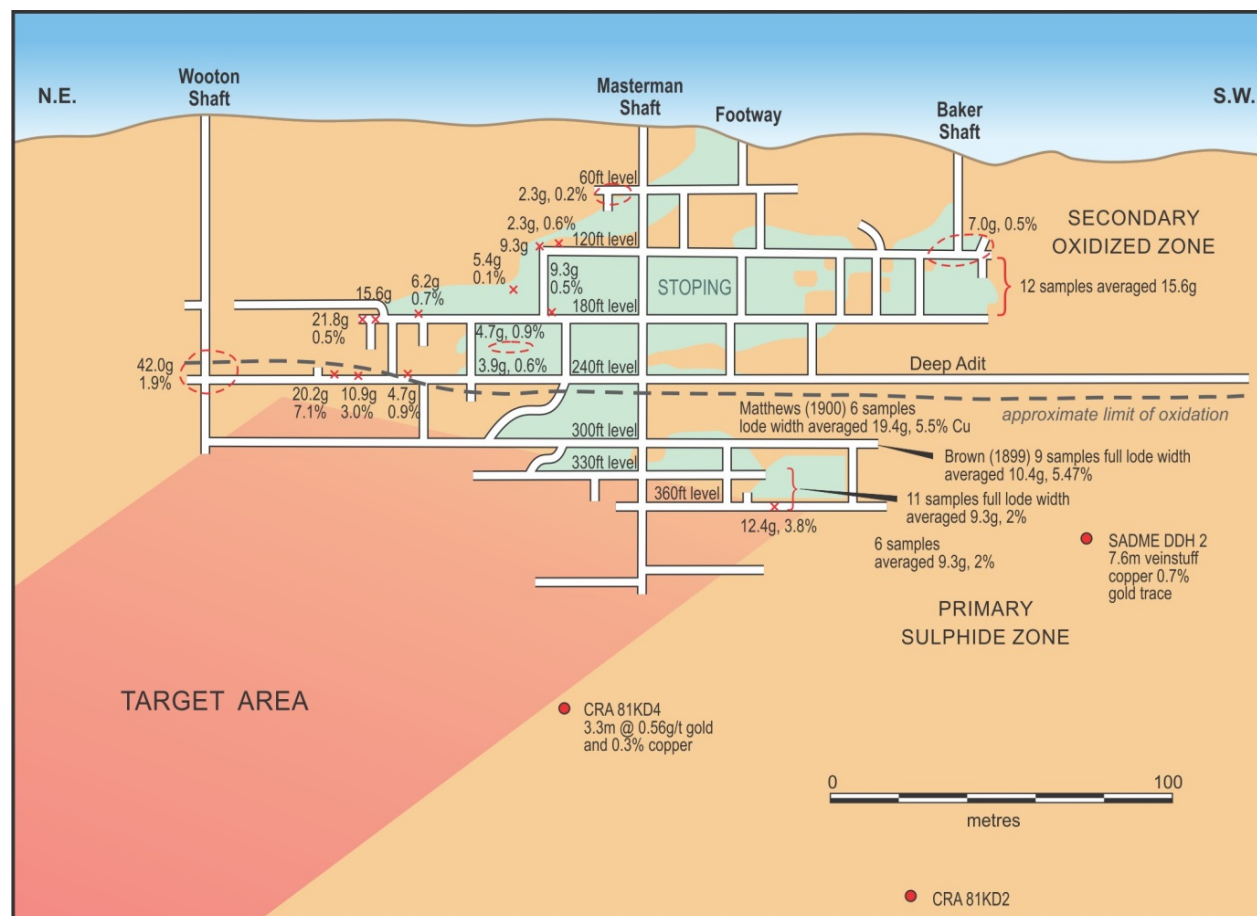 N.E.
Wooton
Shaft
Masterman
Shaft
Footway
Baker
Shaft
S.W.
60ft level
2.3g, 0.2%
2.3g, 0.6%
9.3g
120ft level
7.0g, 0.5%
SECONDARY
OXIDIZED ZONE
5.4g
0.1%
9.3g
0.5%
6.2g
0.7%
15.6g
STOPING
12 samples averaged 15.6g
180ft level
21.8g
0.5%
4.7g, 0.9%
3.9g, 0.6%
240ft level
Deep Adit
42.0g
1.9%
20.2g
7.1%
10.9g
3.0%
4.7g
0.9%
approximate limit of oxidation
Matthews (1900) 6 samples
lode width averaged 19.4g, 5.5% Cu
300ft level
Brown (1899) 9 samples full lode width
averaged 10.4g, 5.47%
330ft level
360ft level
11 samples full lode width
averaged 9.3g, 2%
12.4g, 3.8%
6 samples
averaged 9.3g, 2%
SADME DDH 2
7.6m veinstuff
copper 0.7%
gold trace
PRIMARY
SULPHIDE ZONE
TARGET AREA
CRA 81KD4
3.3m @ 0.56g/t gold
and 0.3% copper
0
100
metres
CRA 81KD2